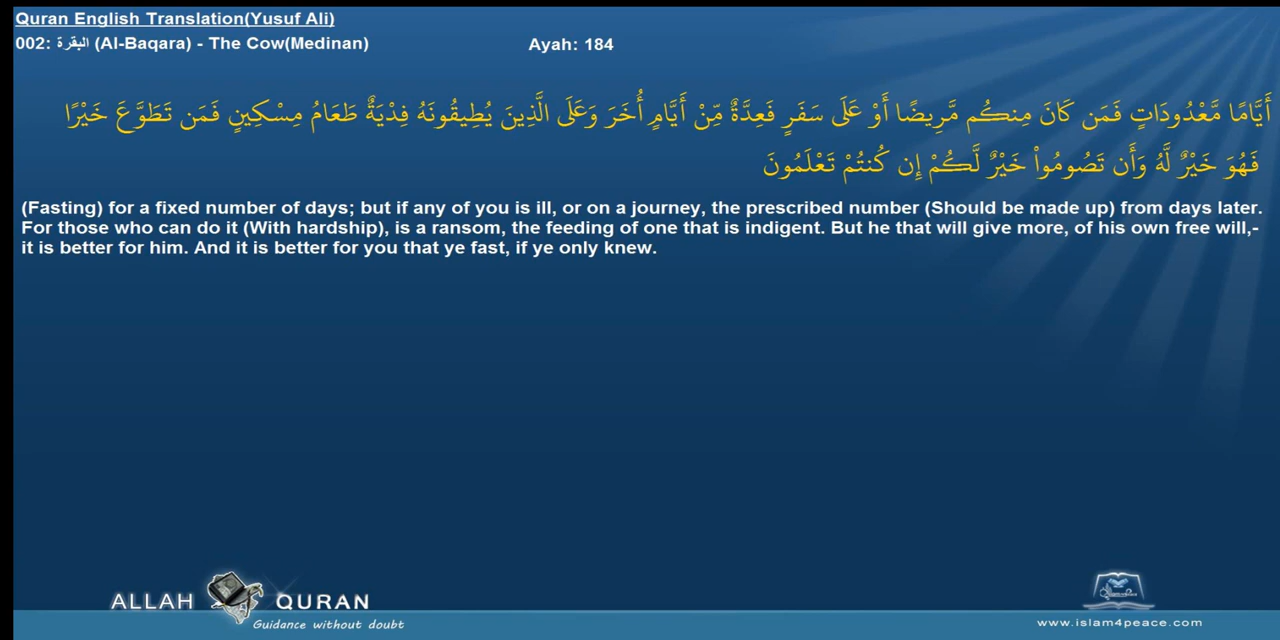 Quran English Translation(Yusuf Ali)
002: البقرة (Al-Baqara) - The Cow(Medinan)
Ayah: 184
أَيَّامًا مَّعْدُودَاتٍ فَمَن كَانَ مِنكُم مَّرِيضًا أَوْ عَلَى سَفَرٍ فَعِدَّةٌ مِّنْ أَيَّامٍ أُخَرَ وَعَلَى الَّذِينَ يُطِيقُونَهُ فِدْيَةٌ طَعَامُ مِسْكِينٍ فَمَن تَطَوَّعَ خَيْرًا
فَهُوَ خَيْرٌ لَّهُ وَأَن تَصُومُواْ خَيْرٌ لَّكُمْ إِن كُنتُمْ تَعْلَمُونَ
(Fasting) for a fixed number of days; but if any of you is ill, or on a journey, the prescribed number (Should be made up) from days later.
For those who can do it (With hardship), is a ransom, the feeding of one that is indigent. But he that will give more, of his own free will,-
it is better for him. And it is better for you that ye fast, if ye only knew.
ALLAH QURAN
Guidance without doubt
www.islam4peace.com